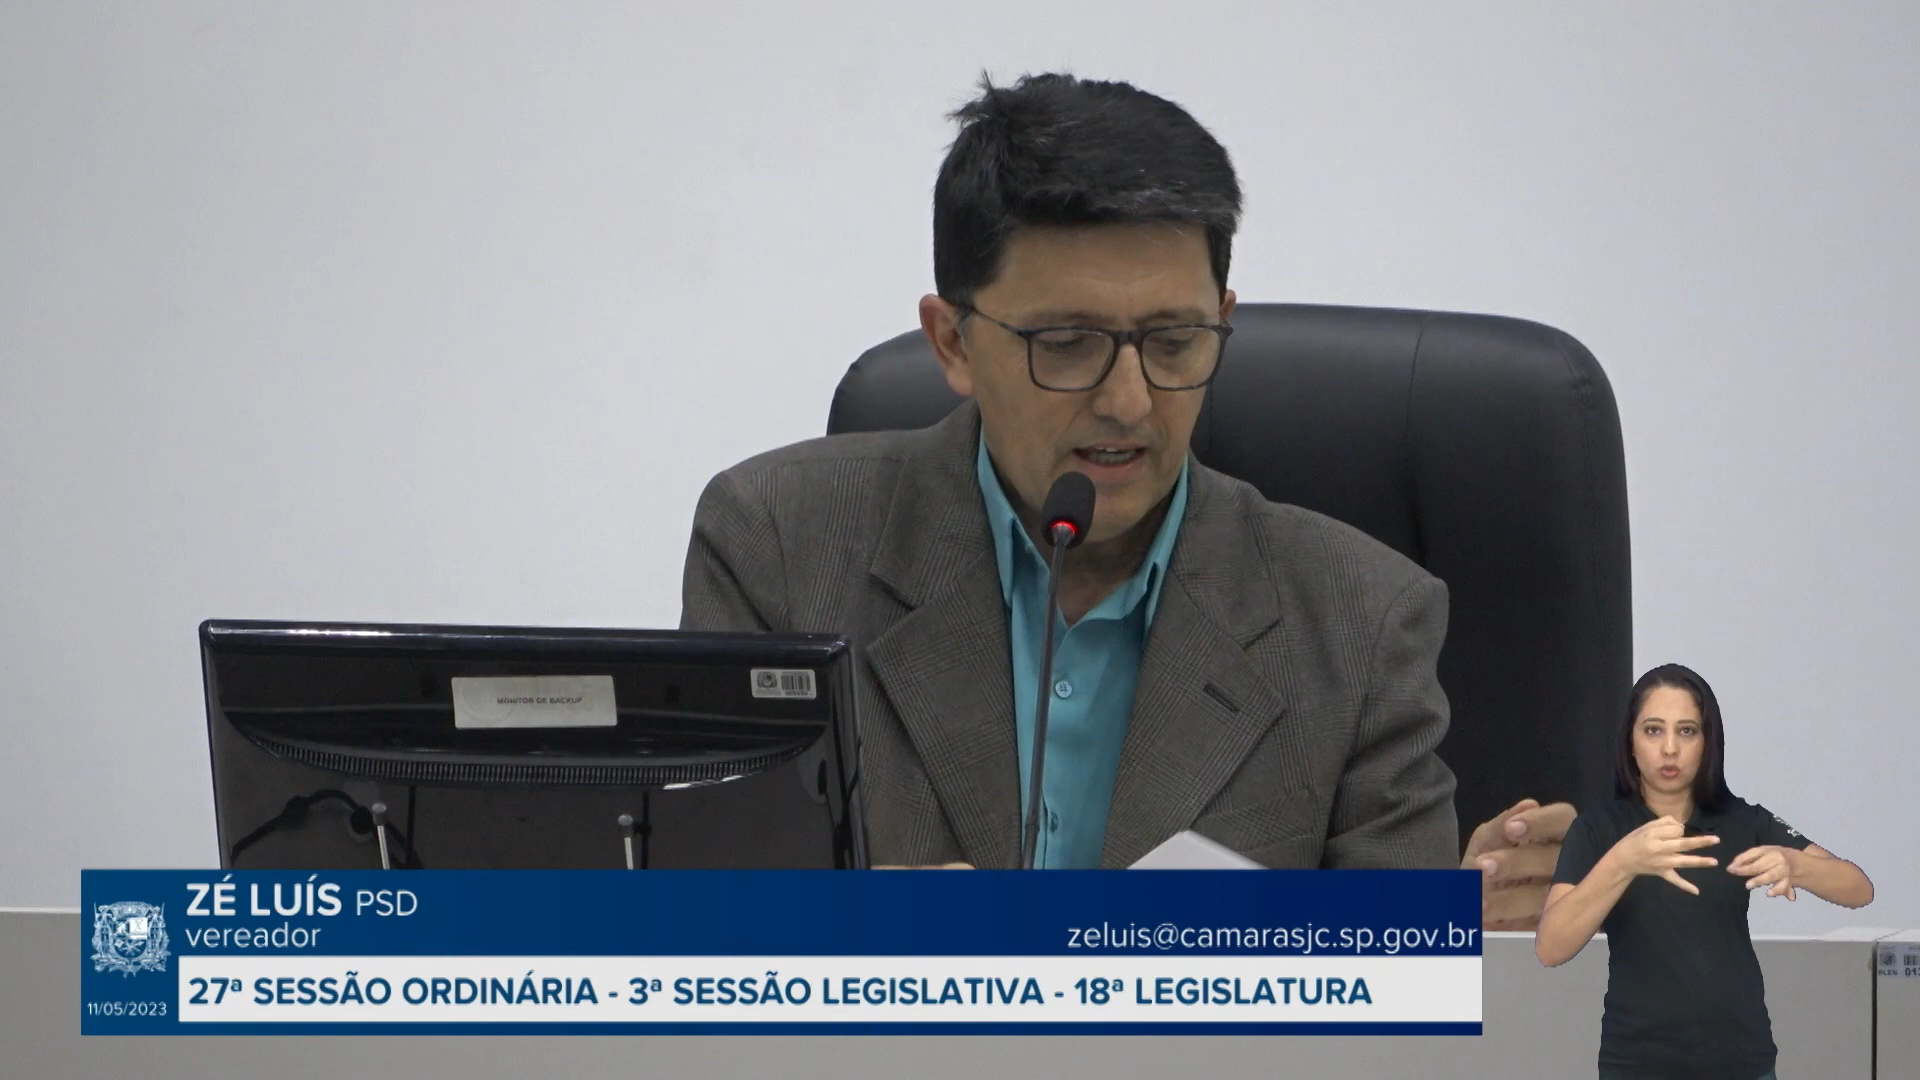 MONITOR DE BACKUP
ZÉ LUÍS PSD
vereador
zeluis@camarasjc.sp.gov.br
27ª SESSÃO ORDINÁRIA - 3ª SESSÃO LEGISLATIVA - 18ª LEGISLATURA
11/05/2023
PLEN